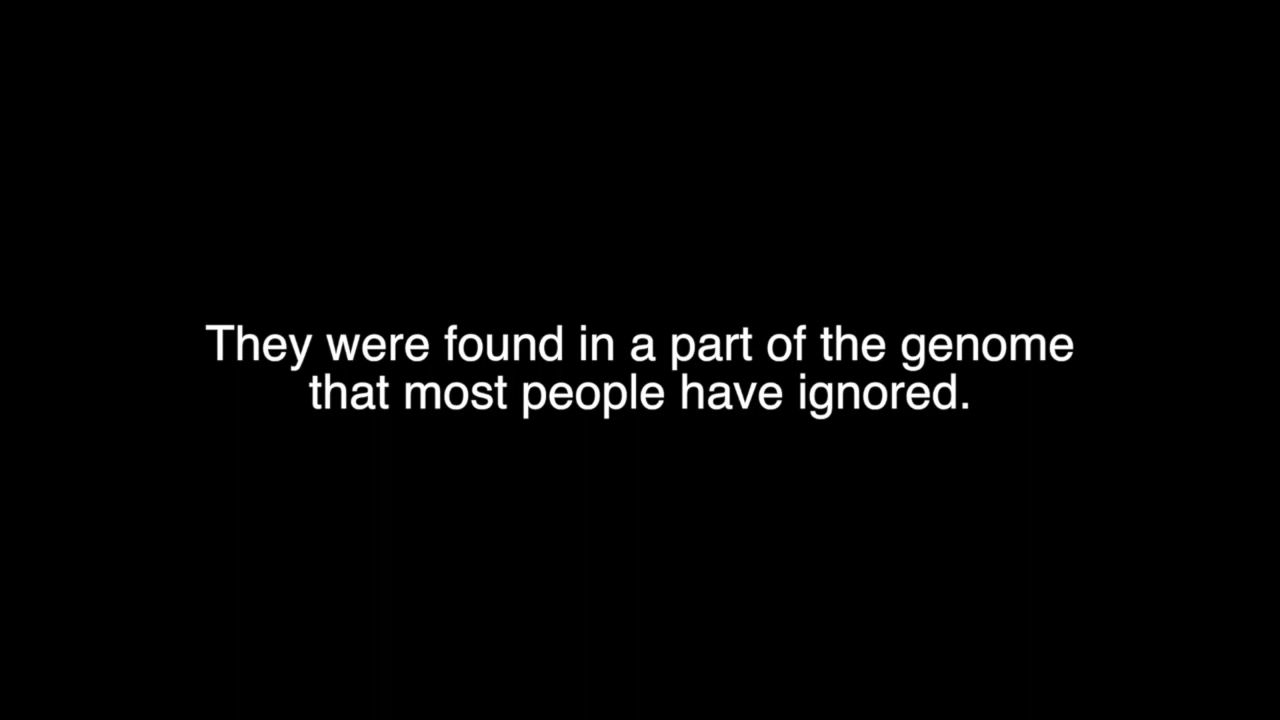 They were found in a part of the genome
that most people have ignored.